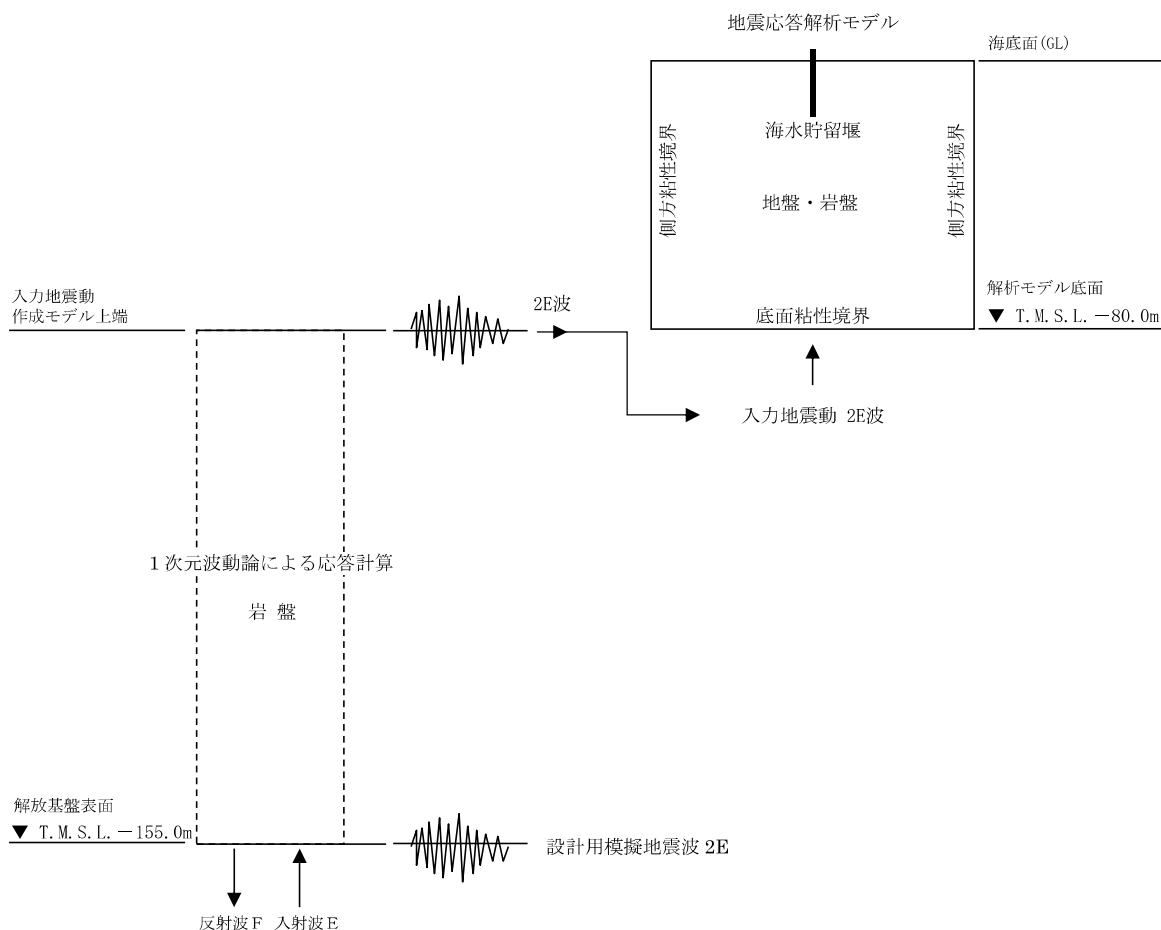 地震応答解析モデル
海底面(GL)
海水貯留堰
側方粘性境界
側方粘性境界
地盤・岩盤
入力地震動
作成モデル上端
2E波
底面粘性境界
解析モデル底面
▼ T.M.S.L.－80.0m
入力地震動 2E波
1次元波動論による応答計算
岩 盤
解放基盤表面
▼ T.M.S.L.－155.0m
設計用模擬地震波 2E
反射波F 入射波E